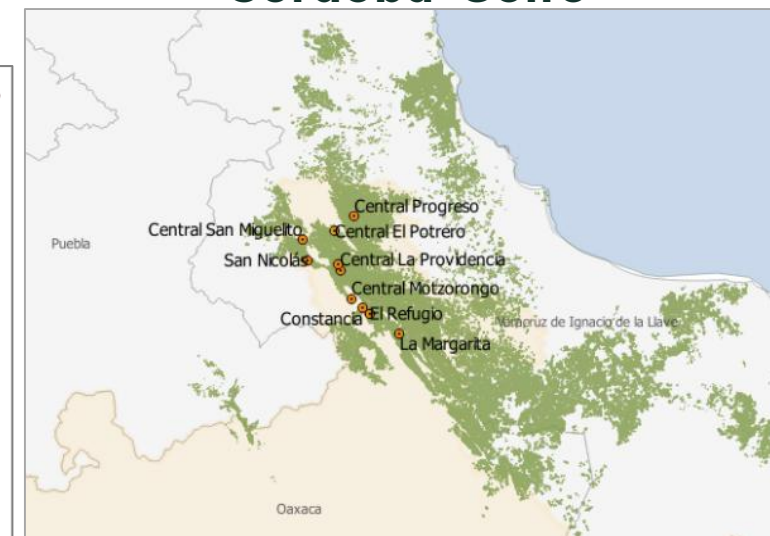 Central Progreso
Central San Miguelito
Central El Potrero
Puebla
San Nicolás
Central La Providencia
Central Motzorongo
Constancia
El Refugio
Veracruz de Ignacio de la Llave
La Margarita
Oaxaca